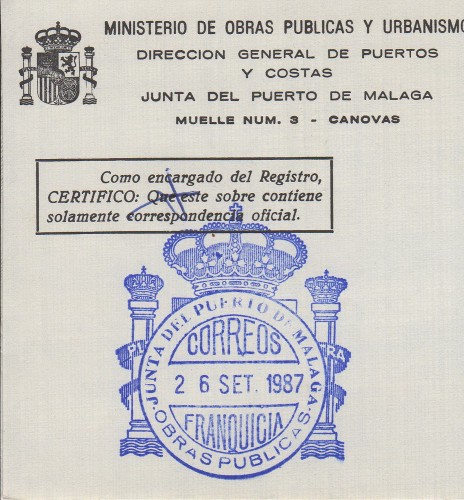 MINISTERIO DE OBRAS PUBLICAS Y URBANISMO
DIRECCION GENERAL DE PUERTOS
Y COSTAS
JUNTA DEL PUERTO DE MALAGA
MUELLE NUM. 3 - CANOVAS
Como encargado del Registro,
CERTIFICO: Que este sobre contiene
solamente correspondencia oficial.
JUNTA DEL PUERTO DE MALAGA
CORREOS
26 SET. 1987
FRANQUICIA
OBRAS PUBLICAS